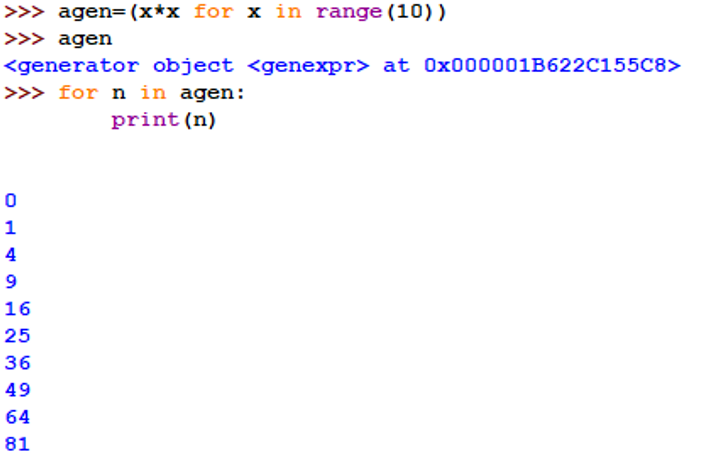 >>> agen=(x*x for x in range(10))
>>> agen
<generator object <genexpr> at 0x000001B622C155C8>
>>> for n in agen:
        print(n)
0
1
4
9
16
25
36
49
64
81